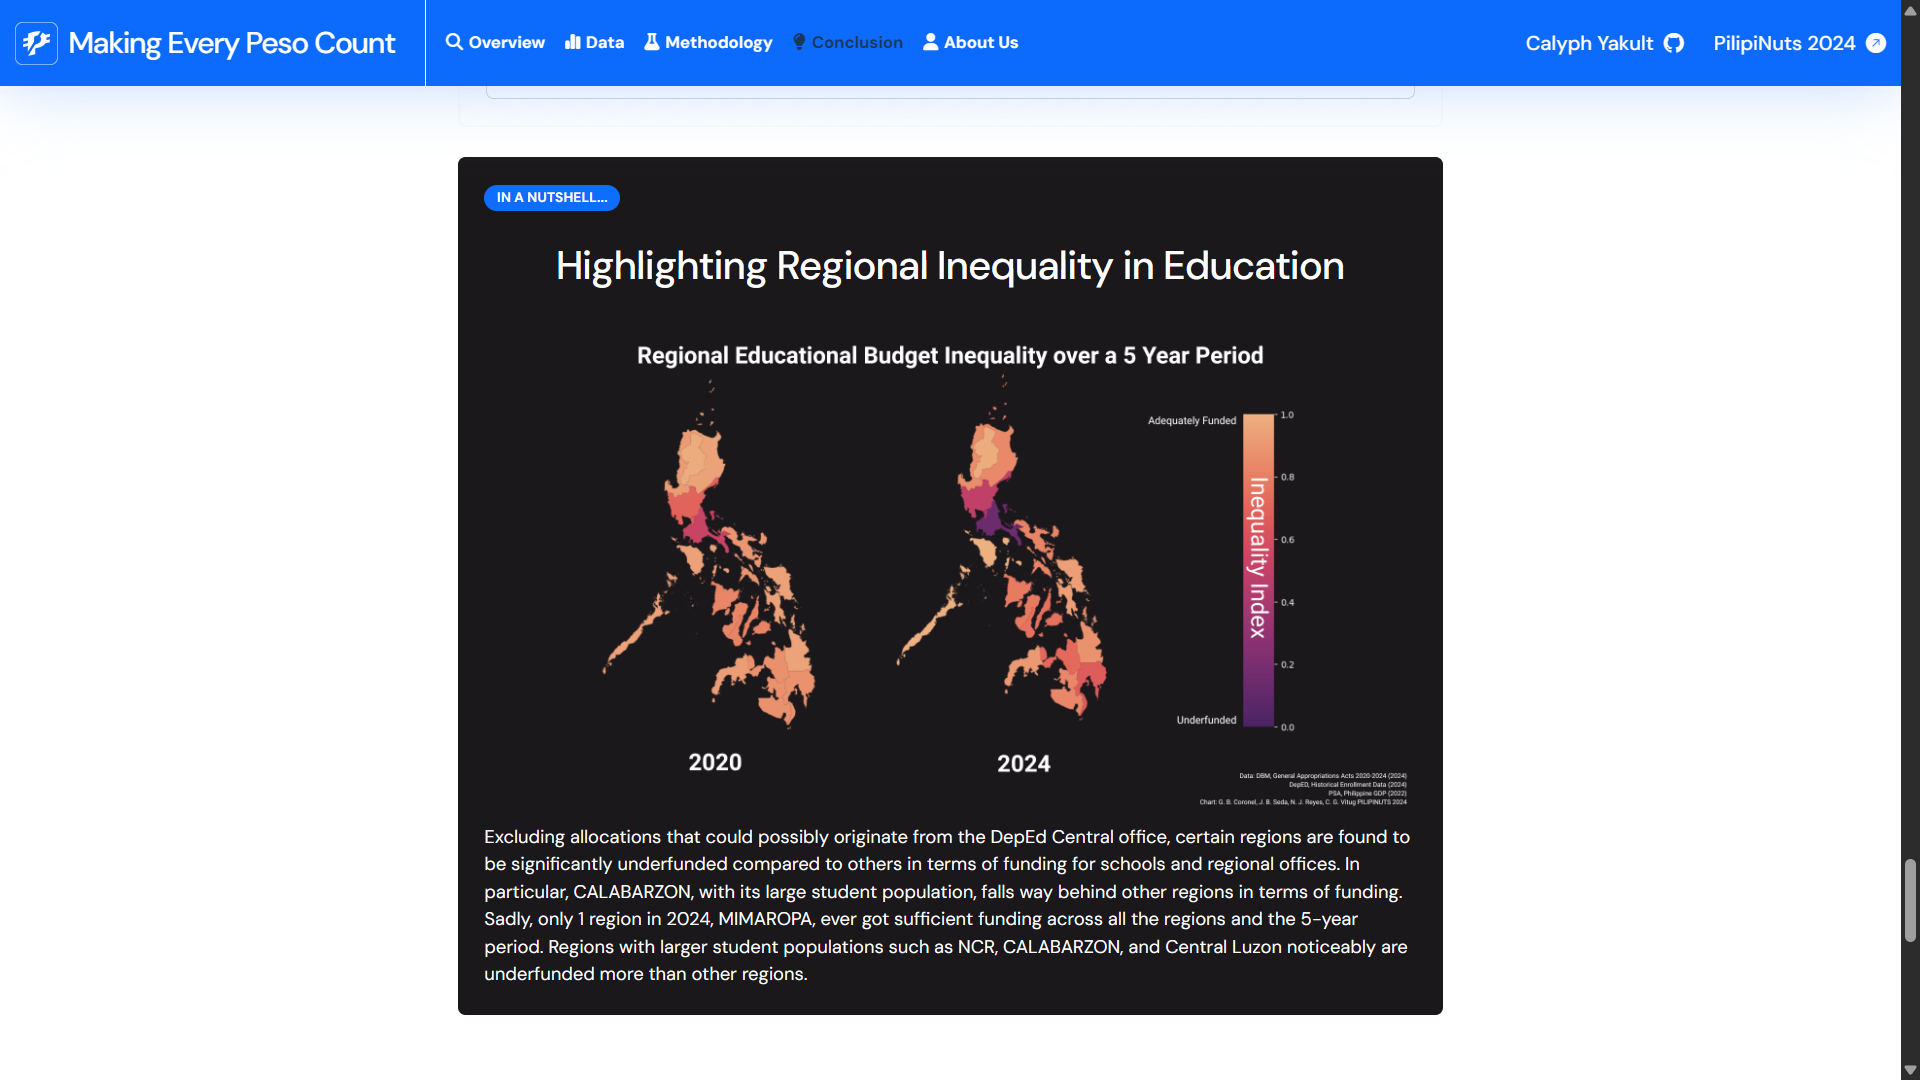 Making Every Peso Count
Overview
Data
Methodology
Conclusion
About Us
Calyph Yakult
PilipiNuts 2024
IN A NUTSHELL...
Highlighting Regional Inequality in Education
Regional Educational Budget Inequality over a 5 Year Period
Adequately Funded
1.0
0.8
0.6
0.4
0.2
0.0
Inequality Index
Underfunded
2020
2024
Data: DBM, General Appropriations Acts 2020-2024 (2024)
DepED, Historical Enrollment Data (2024)
PSA, Philippine GDP (2022)
Chart: G. B. Coronel, J. B. Seda, N. J. Reyes, C. G. Vitug PILIPINUTS 2024
Excluding allocations that could possibly originate from the DepEd Central office, certain regions are found to
be significantly underfunded compared to others in terms of funding for schools and regional offices. In
particular, CALABARZON, with its large student population, falls way behind other regions in terms of funding.
Sadly, only 1 region in 2024, MIMAROPA, ever got sufficient funding across all the regions and the 5-year
period. Regions with larger student populations such as NCR, CALABARZON, and Central Luzon noticeably are
underfunded more than other regions.